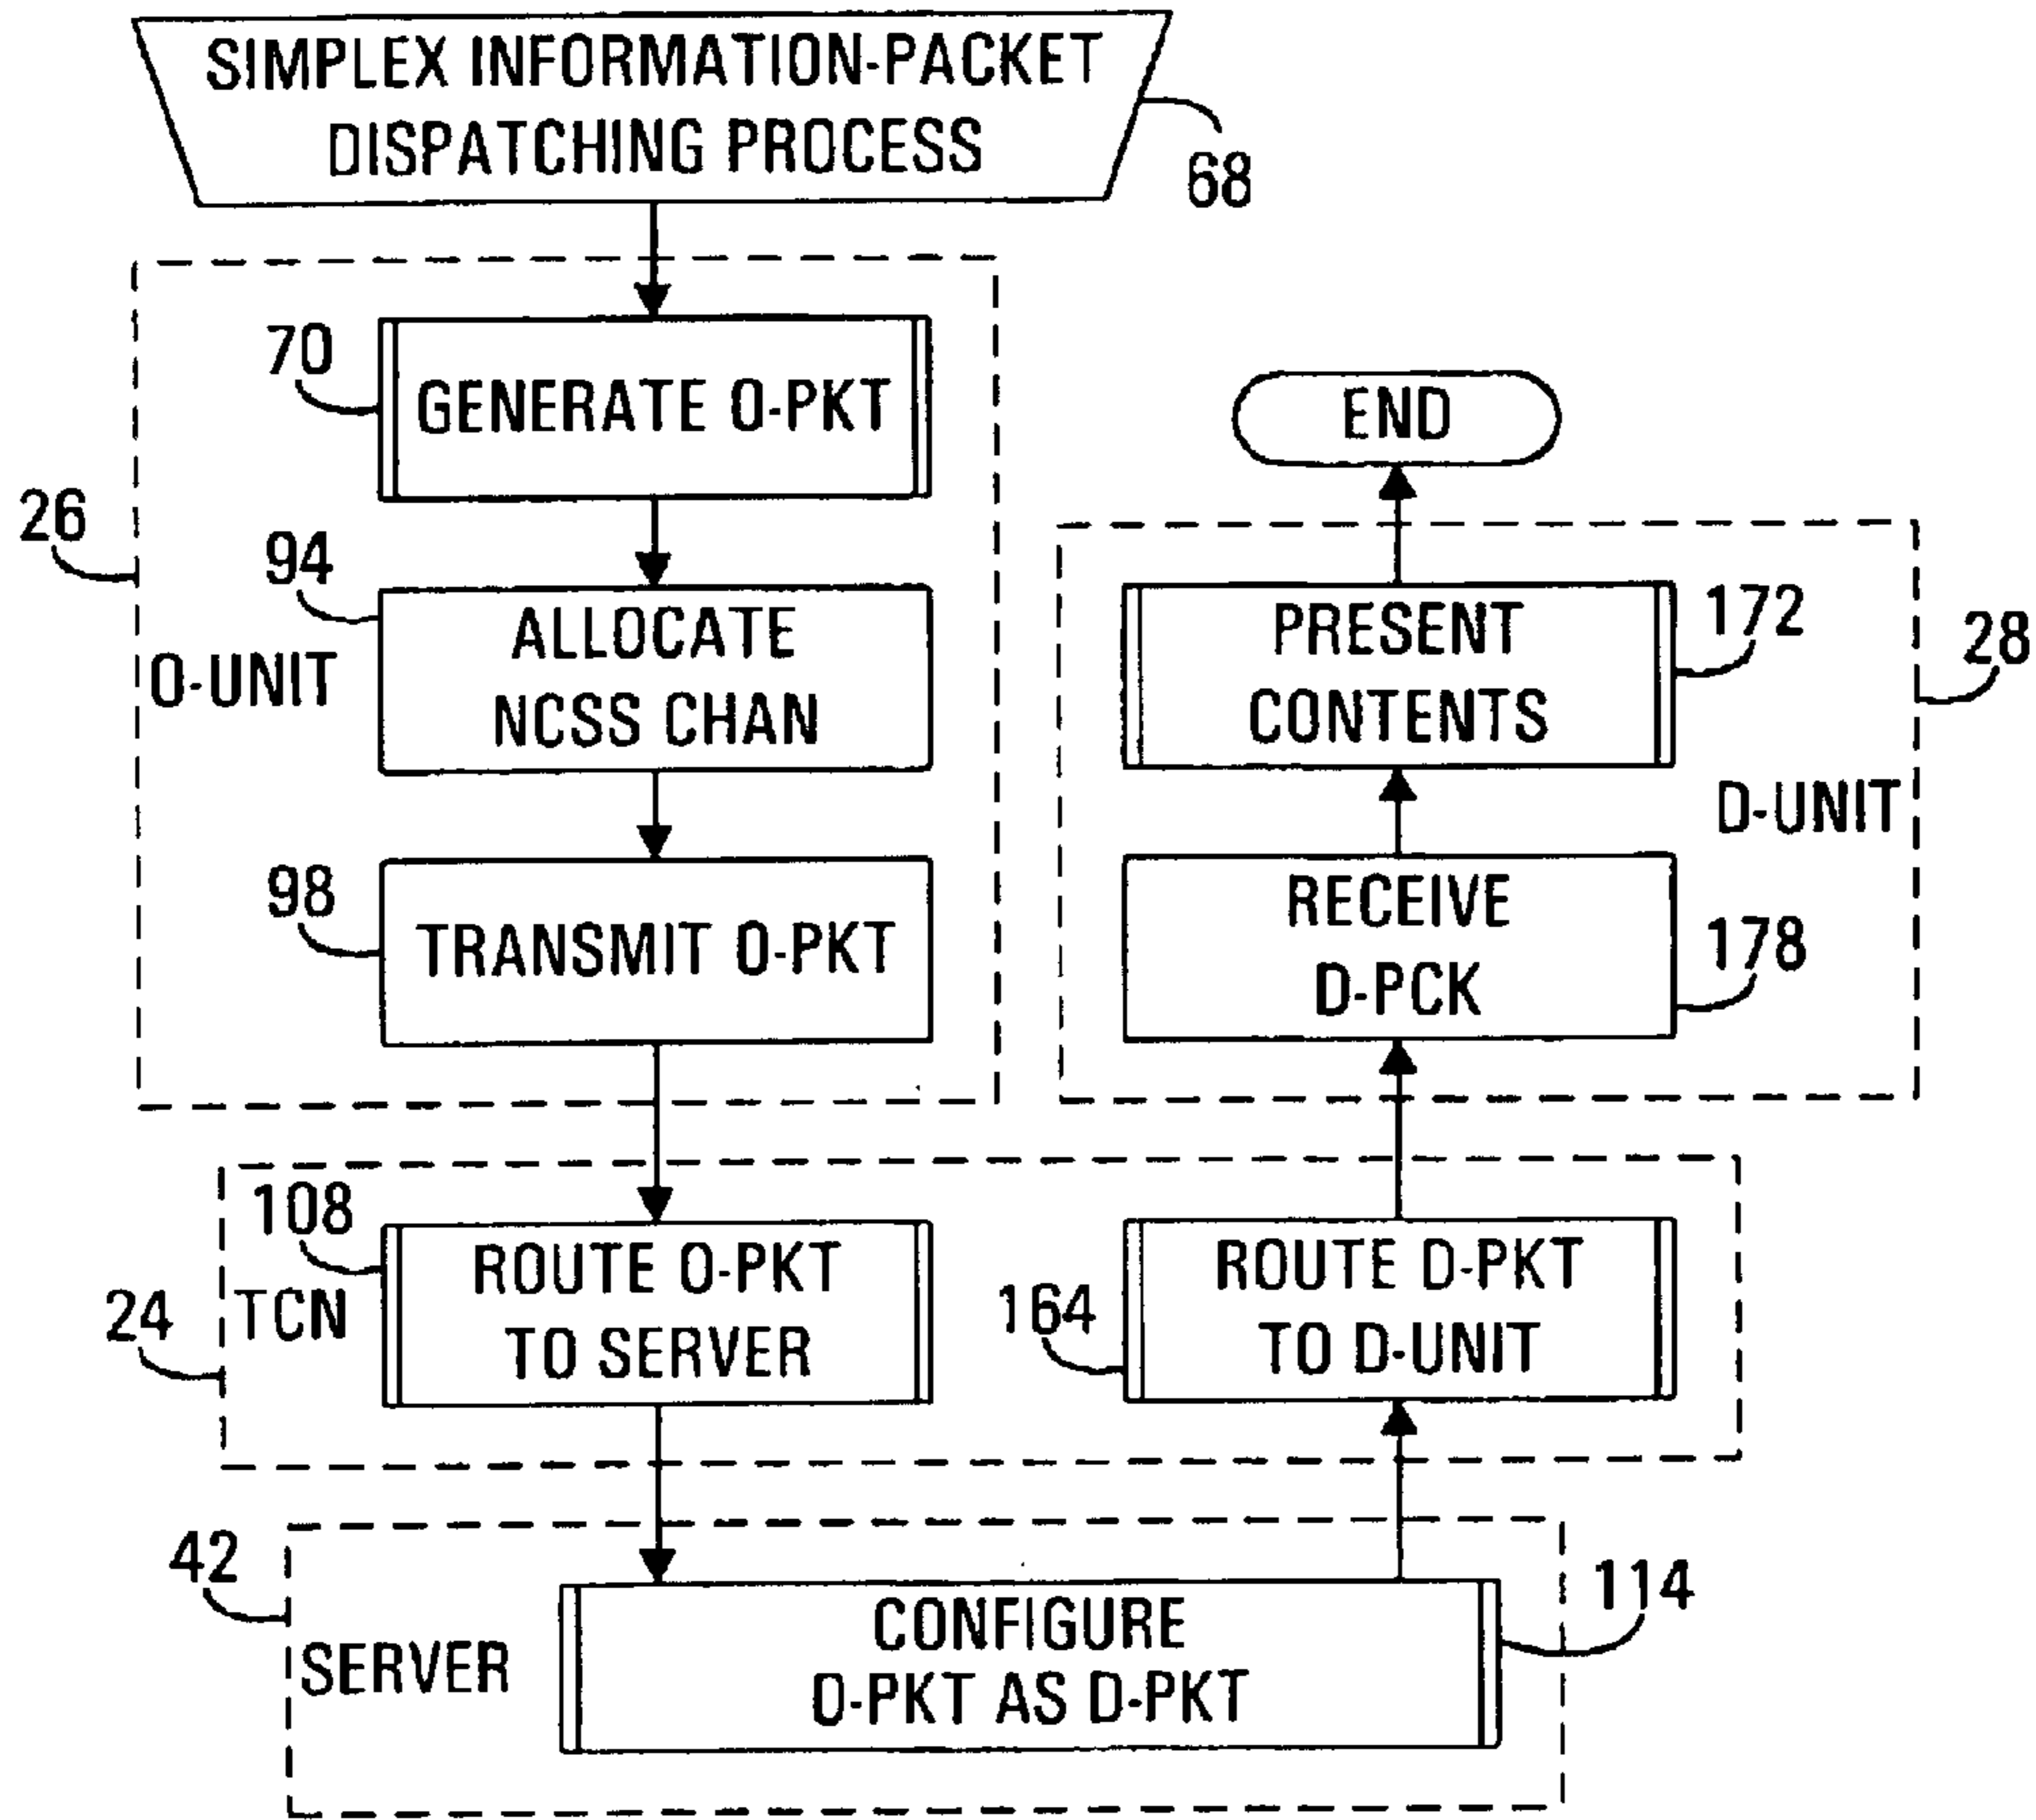 SIMPLEX INFORMATION-PACKET
DISPATCHING PROCESS
68
70
GENERATE O-PKT
26
94
O-UNIT
ALLOCATE
NCSS CHAN
98
TRANSMIT O-PKT
END
PRESENT
CONTENTS
172
28
D-UNIT
RECEIVE
D-PCK
178
108
24
TCN
ROUTE O-PKT
TO SERVER
164
ROUTE D-PKT
TO D-UNIT
42
SERVER
CONFIGURE
O-PKT AS D-PKT
114